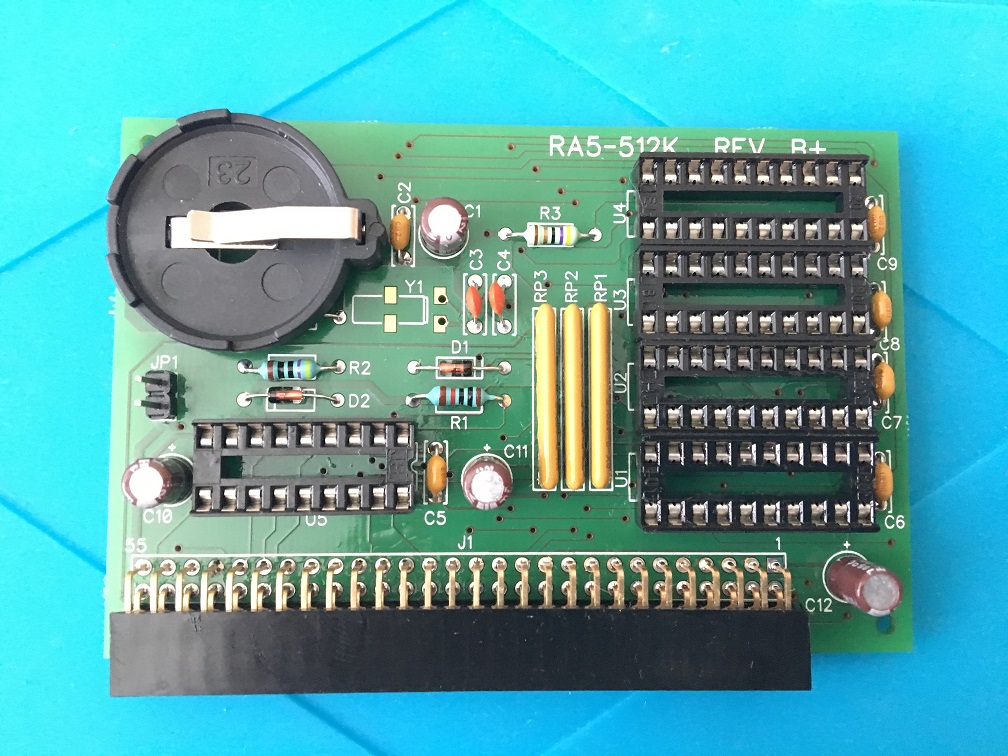 RA5-512K REV B+
23
C2
C1
R3
U4
C9
C3
C4
RP3
RP2
RP1
U3
Y1
C8
D1
JP1
R2
U2
D2
R1
C7
+
+
C11
U1
C10
U5
C5
C6
55
J1
1
+
C12